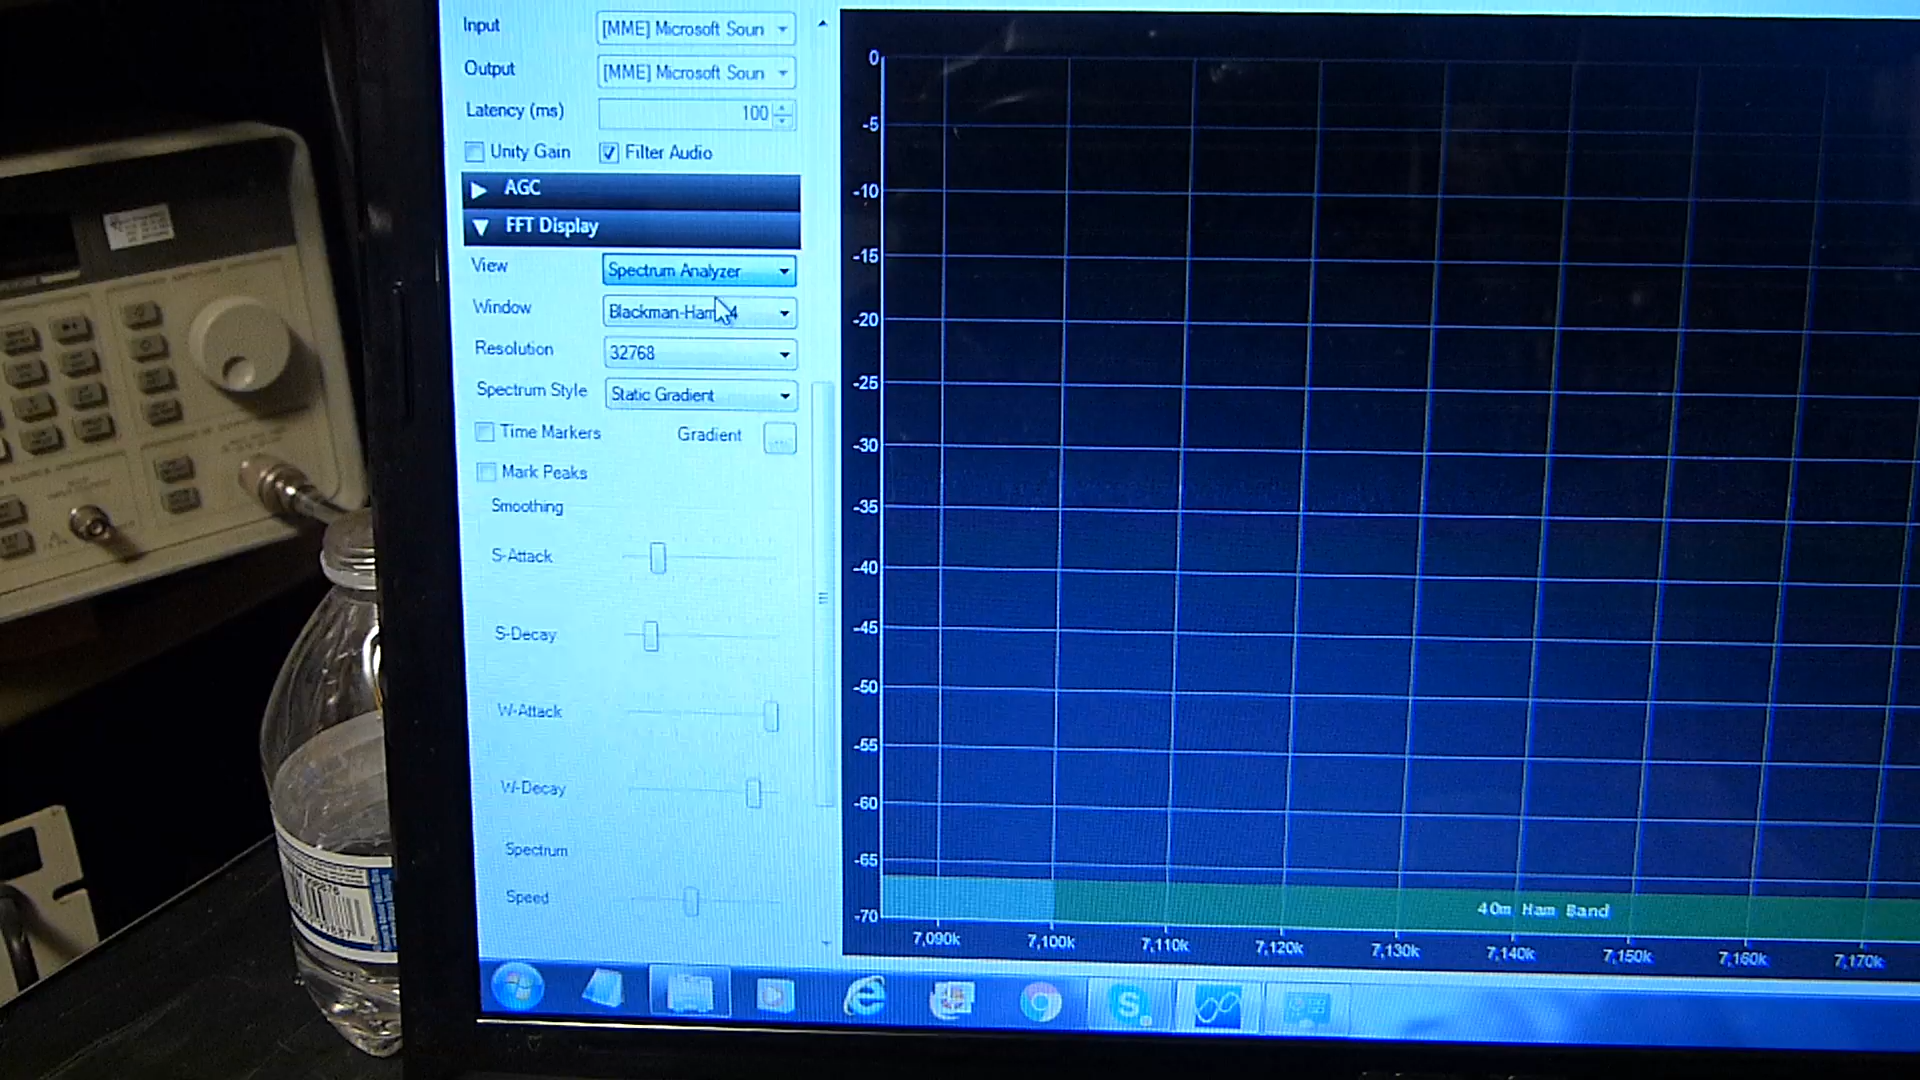 Input [MME] Microsoft Soun
Output [MME] Microsoft Soun
Latency (ms) 100
Unity Gain Filter Audio
AGC
FFT Display
View Spectrum Analyzer
Window Blackman-Harr 4
Resolution 32768
Spectrum Style Static Gradient
Time Markers Gradient ...
Mark Peaks
Smoothing
S-Attack
S-Decay
W-Attack
W-Decay
Spectrum
Speed
0
-5
-10
-15
-20
-25
-30
-35
-40
-45
-50
-55
-60
-65
-70
40m Ham Band
7,090k 7,100k 7,110k 7,120k 7,130k 7,140k 7,150k 7,160k 7,170k